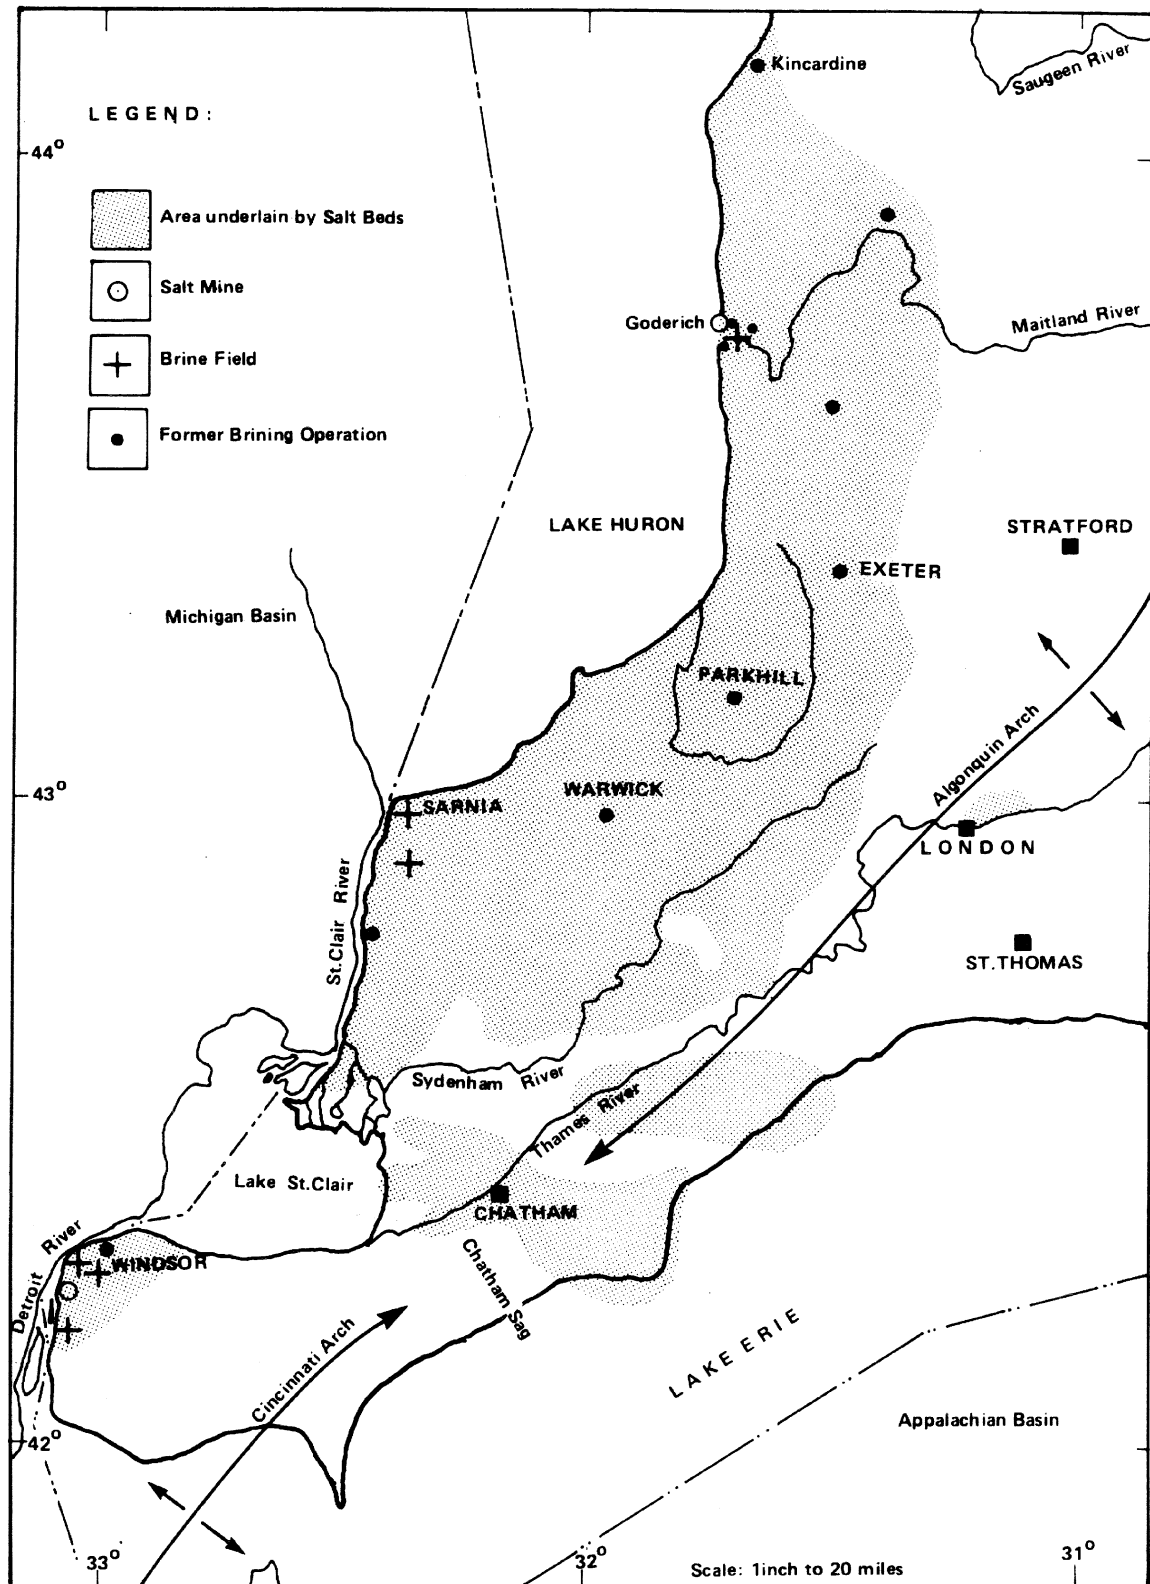 Kincardine
Saugeen River
LEGEND:
44°
Area underlain by Salt Beds
Salt Mine
Goderich
Maitland River
Brine Field
Former Brining Operation
LAKE HURON
STRATFORD
EXETER
Michigan Basin
PARKHILL
Algonquin Arch
43°
SARNIA
WARWICK
LONDON
St.Clair River
ST.THOMAS
Sydenham River
Thames River
Lake St.Clair
CHATHAM
Detroit River
WINDSOR
Chatham Sag
Cincinnati Arch
LAKE ERIE
Appalachian Basin
42°
33°
32°
31°
Scale: 1inch to 20 miles